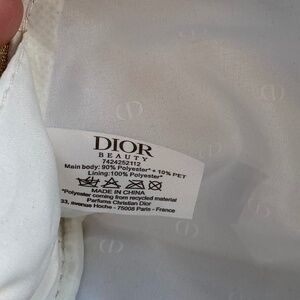 DIOR
BEAUTY
7424252112
Main body: 90% Polyester* + 10% PET
Lining:100% Polyester*
MADE IN CHINA
*Polyester coming from recycled material
Parfums Christian Dior
33, avenue Hoche - 75008 Paris - France